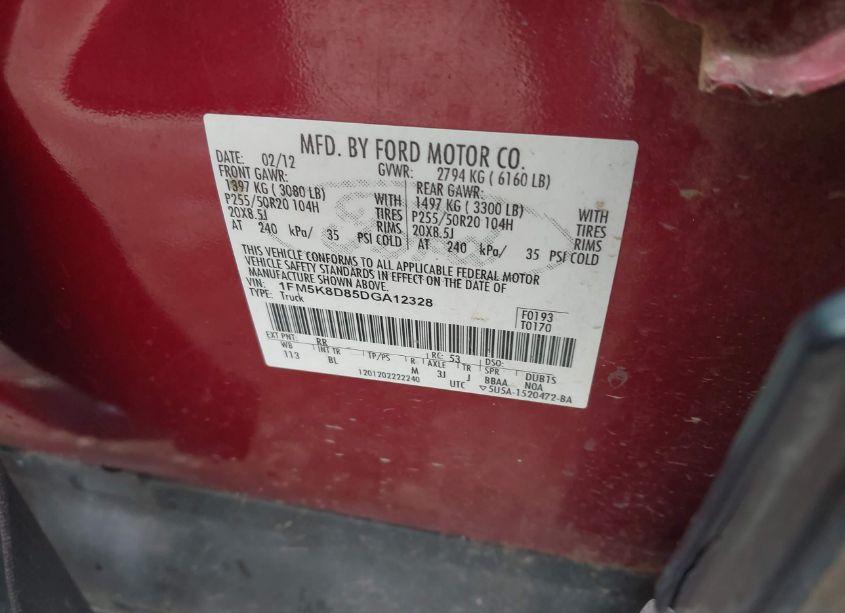 MFD. BY FORD MOTOR CO.
DATE: 02/12 GVWR: 2794 KG ( 6160 LB)
FRONT GAWR: REAR GAWR:
1397 KG ( 3080 LB) WITH 1497 KG ( 3300 LB) WITH
P255/50R20 104H TIRES P255/50R20 104H TIRES
20X8.5J RIMS 20X8.5J RIMS
AT 240 kPa/ 35 PSI COLD AT 240 kPa/ 35 PSI COLD
THIS VEHICLE CONFORMS TO ALL APPLICABLE FEDERAL MOTOR
VEHICLE SAFETY STANDARDS IN EFFECT ON THE DATE OF
MANUFACTURE SHOWN ABOVE.
VIN: 1FM5K8D85DGA12328
TYPE: Truck
F0193
T0170
EXT PNT: RR RC: 53 DSO:
WB INT TR TP/PS R AXLE TR SPR DUB1S
113 BL M 3J J BBAA NOA
1201202222240 UTC ▽5U5A-1520472-BA